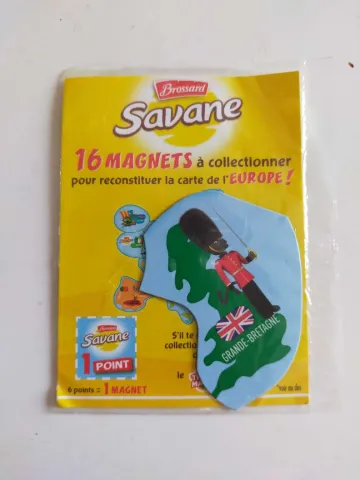 Brossard
Savane
16 MAGNETS à collectionner
pour reconstituer la carte de l'EUROPE!
S'il te
collection
GRANDE-BRETAGNE
Brossard
Savane
1
POINT
le
6 points = 1 MAGNET